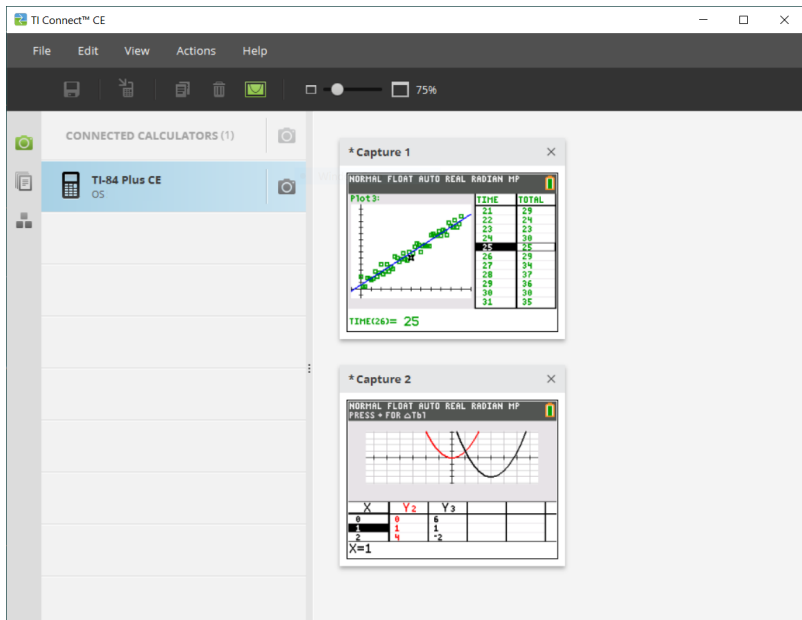 TI Connect™ CE
File Edit View Actions Help
75%
CONNECTED CALCULATORS (1)
TI-84 Plus CE
OS
*Capture 1
NORMAL FLOAT AUTO REAL RADIAN MP
Plot3:
TIME TOTAL
21 29
22 24
23 23
24 30
25 25
26 29
27 34
28 37
29 36
30 30
31 35
TIME(26)= 25
*Capture 2
NORMAL FLOAT AUTO REAL RADIAN MP
PRESS + FOR △Tb1
X Y2 Y3
0 0 6
1 1 1
2 4 -2
X=1